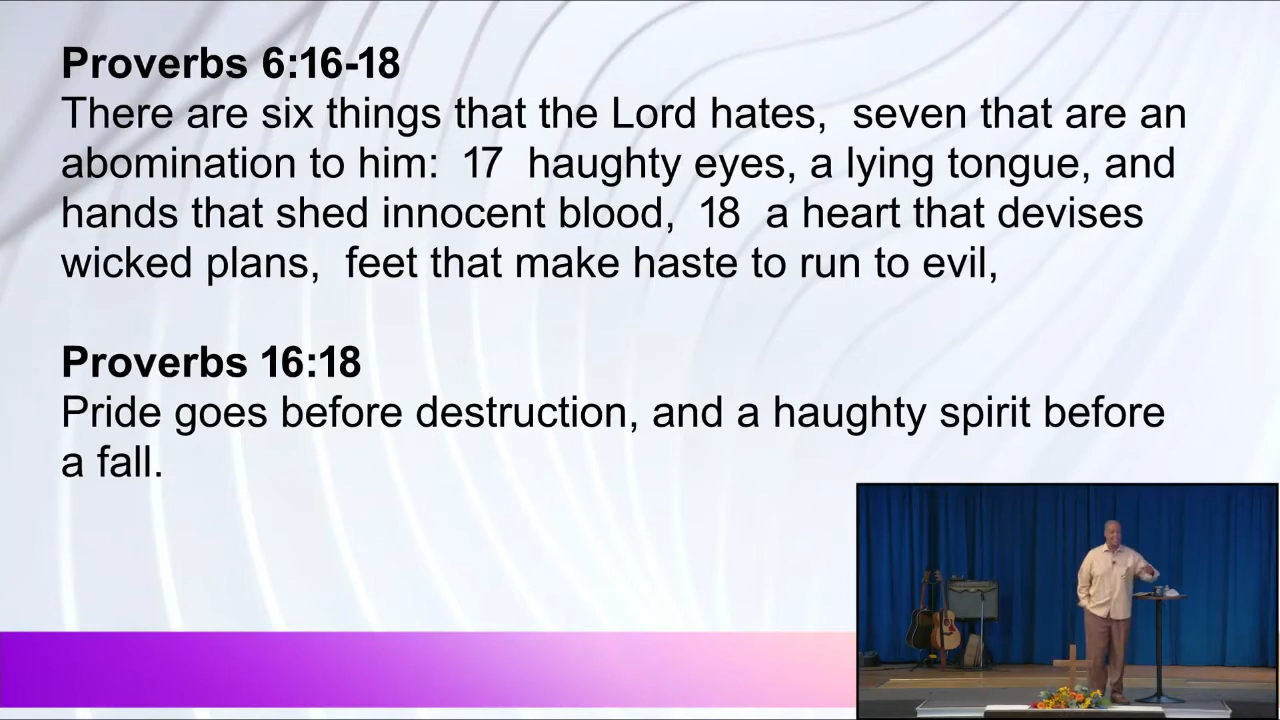 Proverbs 6:16-18
There are six things that the Lord hates,  seven that are an
abomination to him:  17  haughty eyes, a lying tongue, and
hands that shed innocent blood,  18  a heart that devises
wicked plans,  feet that make haste to run to evil,
Proverbs 16:18
Pride goes before destruction, and a haughty spirit before
a fall.